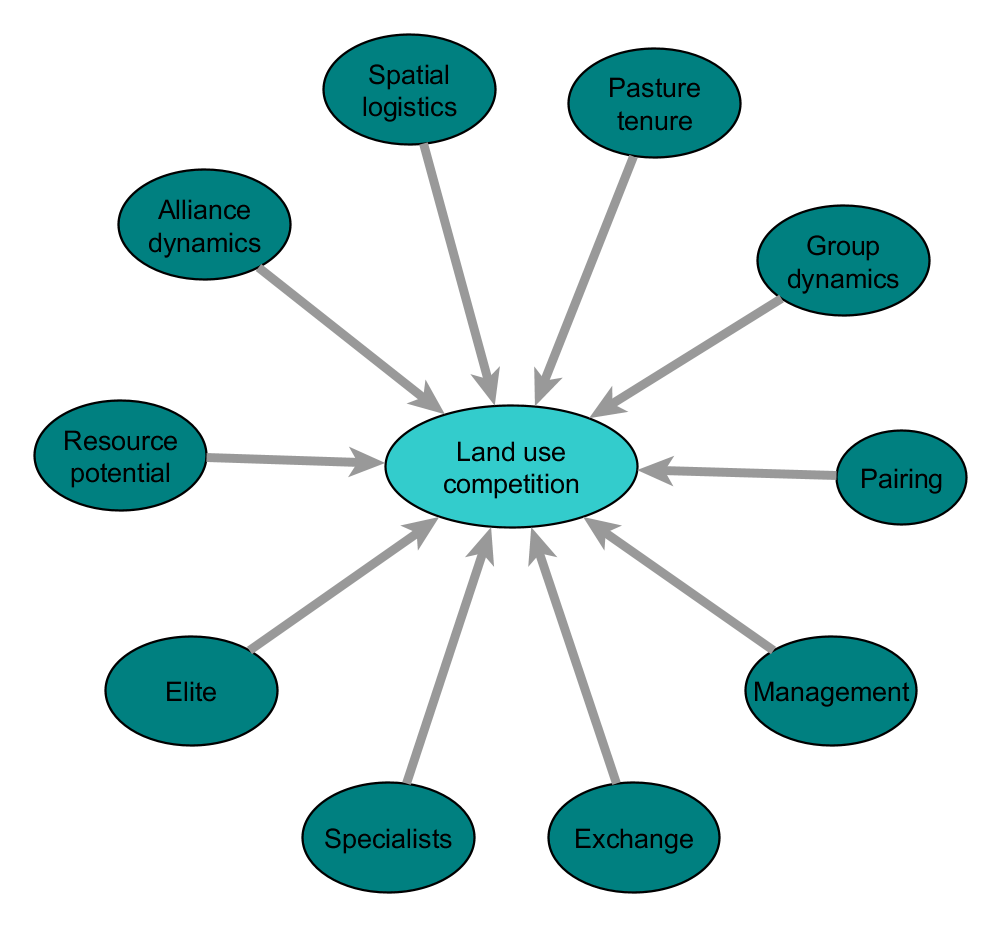 Spatial
logistics
Pasture
tenure
Alliance
dynamics
Group
dynamics
Resource
potential
Land use
competition
Pairing
Elite
Management
Specialists
Exchange